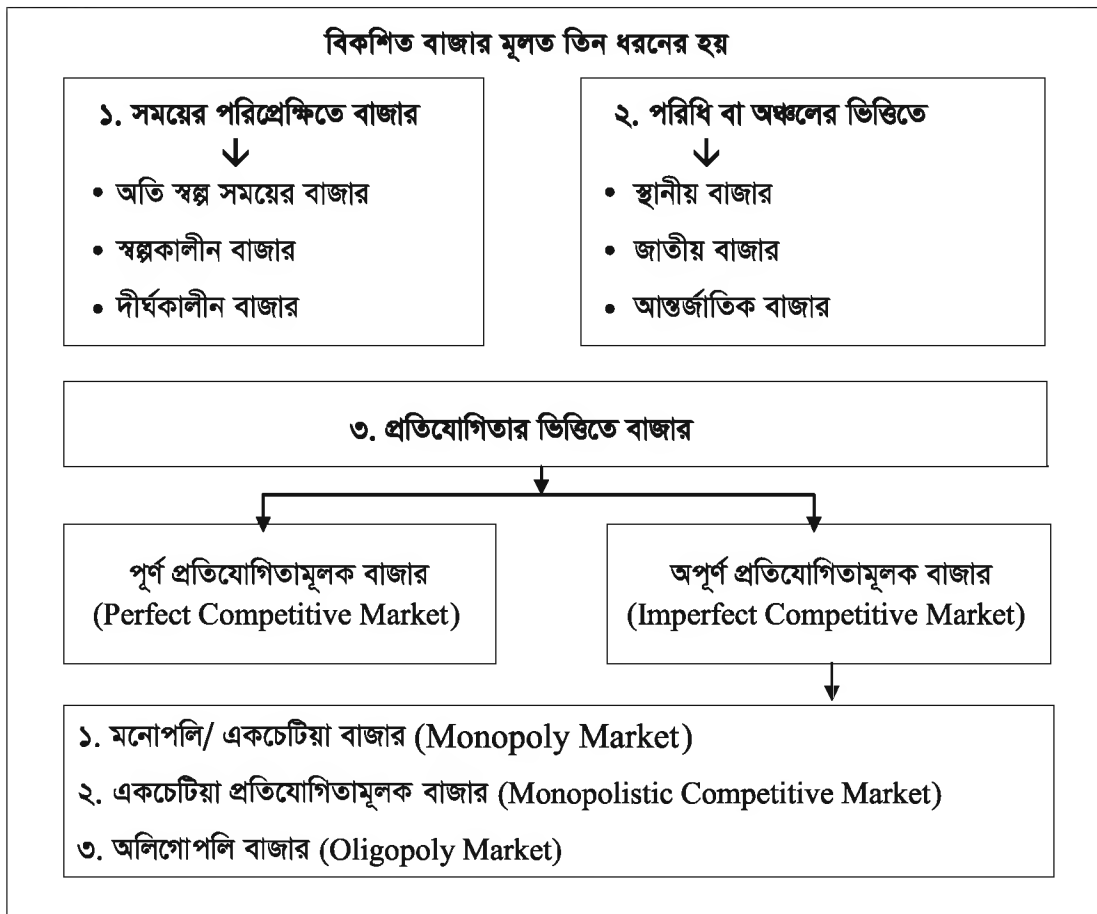 বিকশিত বাজার মূলত তিন ধরনের হয়
১. সময়ের পরিপ্রেক্ষিতে বাজার
• অতি স্বল্প সময়ের বাজার
• স্বল্পকালীন বাজার
• দীর্ঘকালীন বাজার
২. পরিধি বা অঞ্চলের ভিত্তিতে
• স্থানীয় বাজার
• জাতীয় বাজার
• আন্তর্জাতিক বাজার
৩. প্রতিযোগিতার ভিত্তিতে বাজার
পূর্ণ প্রতিযোগিতামূলক বাজার
(Perfect Competitive Market)
অপূর্ণ প্রতিযোগিতামূলক বাজার
(Imperfect Competitive Market)
১. মনোপলি/ একচেটিয়া বাজার (Monopoly Market)
২. একচেটিয়া প্রতিযোগিতামূলক বাজার (Monopolistic Competitive Market)
৩. অলিগোপলি বাজার (Oligopoly Market)